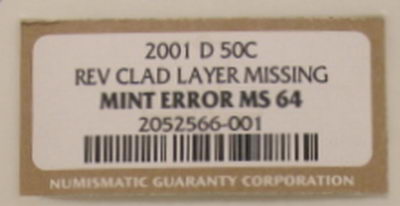 2001 D 50C
REV CLAD LAYER MISSING
MINT ERROR MS 64
2052566-001
NUMISMATIC GUARANTY CORPORATION